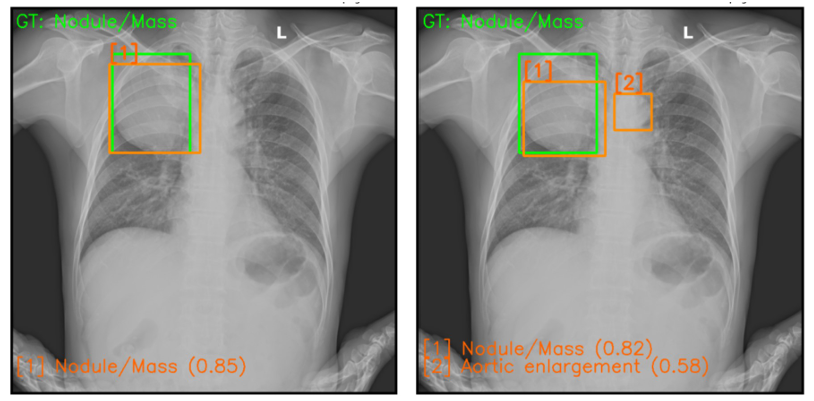 GT: Nodule/Mass
L
[1]
[1] Nodule/Mass (0.85)
GT: Nodule/Mass
L
[1]
[2]
[1] Nodule/Mass (0.82)
[2] Aortic enlargement (0.58)